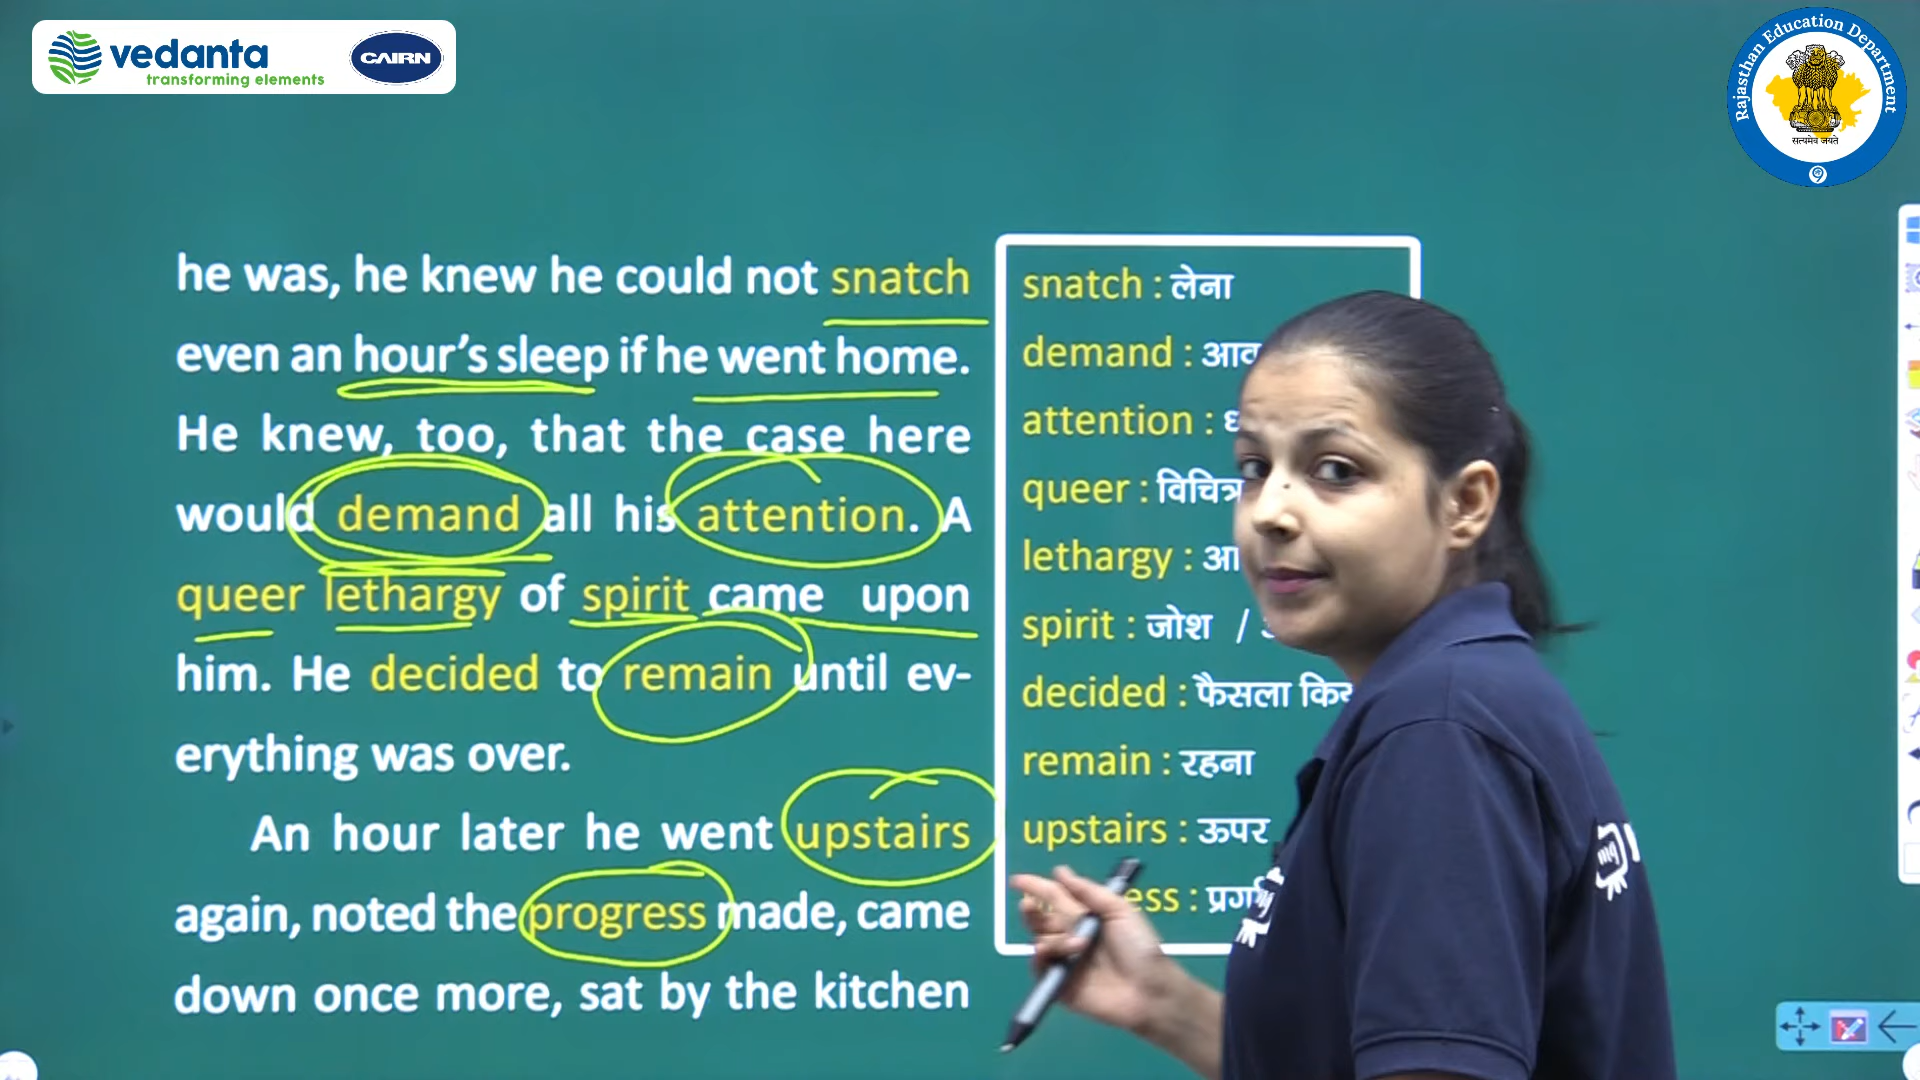 vedanta
transforming elements
CAIRN
Rajasthan Education Department
सत्यमेव जयते
he was, he knew he could not snatch
even an hour's sleep if he went home.
He knew, too, that the case here
would demand all his attention. A
queer lethargy of spirit came upon
him. He decided to remain until ev-
erything was over.
An hour later he went upstairs
again, noted the progress made, came
down once more, sat by the kitchen
snatch : लेना
demand :
attention :
queer : विचित्र
lethargy :
spirit : जोश /
decided : फैसला
remain : रहना
upstairs : ऊपर